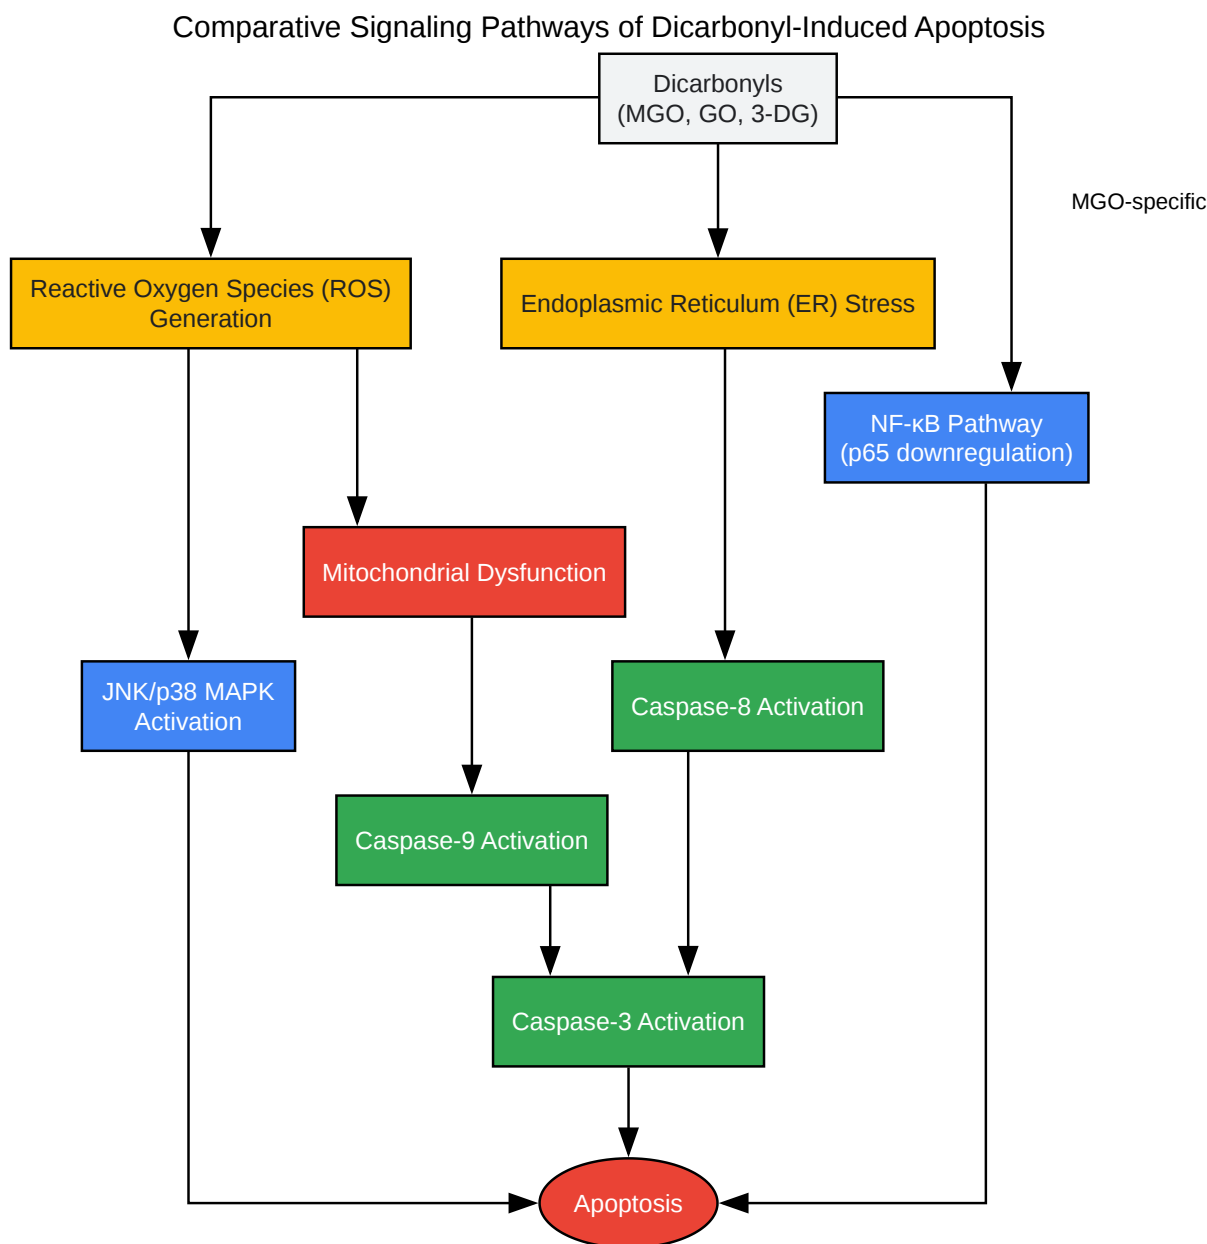 Comparative Signaling Pathways of Dicarbonyl-Induced Apoptosis
Dicarbonyls
(MGO, GO, 3-DG)
MGO-specific
Reactive Oxygen Species (ROS)
Generation
Endoplasmic Reticulum (ER) Stress
NF-κB Pathway
(p65 downregulation)
Mitochondrial Dysfunction
JNK/p38 MAPK
Activation
Caspase-8 Activation
Caspase-9 Activation
Caspase-3 Activation
Apoptosis